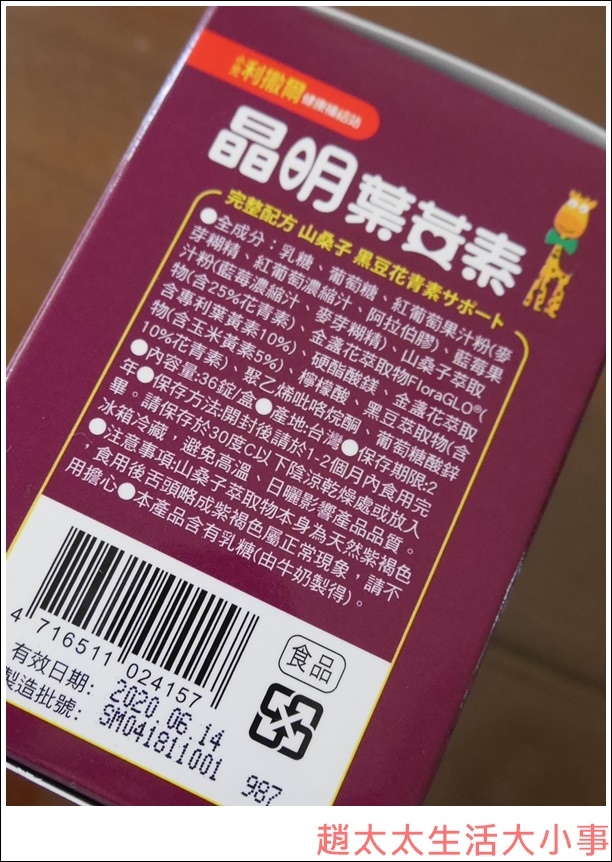 小兒利撒爾 健康補給站
晶明葉黃素
完整配方 山桑子 黑豆花青素サポート
●全成分：乳糖、葡萄糖、紅葡萄果汁粉(麥
芽糊精、紅葡萄濃縮汁、阿拉伯膠)、藍莓果
汁粉(藍莓濃縮汁、麥芽糊精)、山桑子萃取
物(含25%花青素)、金盞花萃取物FloraGLO®(
含專利葉黃素10%)、硬酯酸鎂、金盞花萃取
物(含玉米黃素5%)、檸檬酸、黑豆萃取物(含
10%花青素)、聚乙烯吡咯烷酮、葡萄糖酸鋅
●內容量:36錠/盒●產地:台灣●保存期限:2
年●保存方法:開封後請於1-2個月內食用完
畢。請保存於30度C以下陰涼乾燥處或放入
冰箱冷藏，避免高溫、日曬影響產品品質。
●注意事項:山桑子萃取物本身為天然紫褐色
，食用後舌頭略成紫褐色屬正常現象，請不
用擔心●本產品含有乳糖(由牛奶製得)。
4 716511 024157
食品
有效日期: 2020.06.14
製造批號: SM041811001
987
趙太太生活大小事